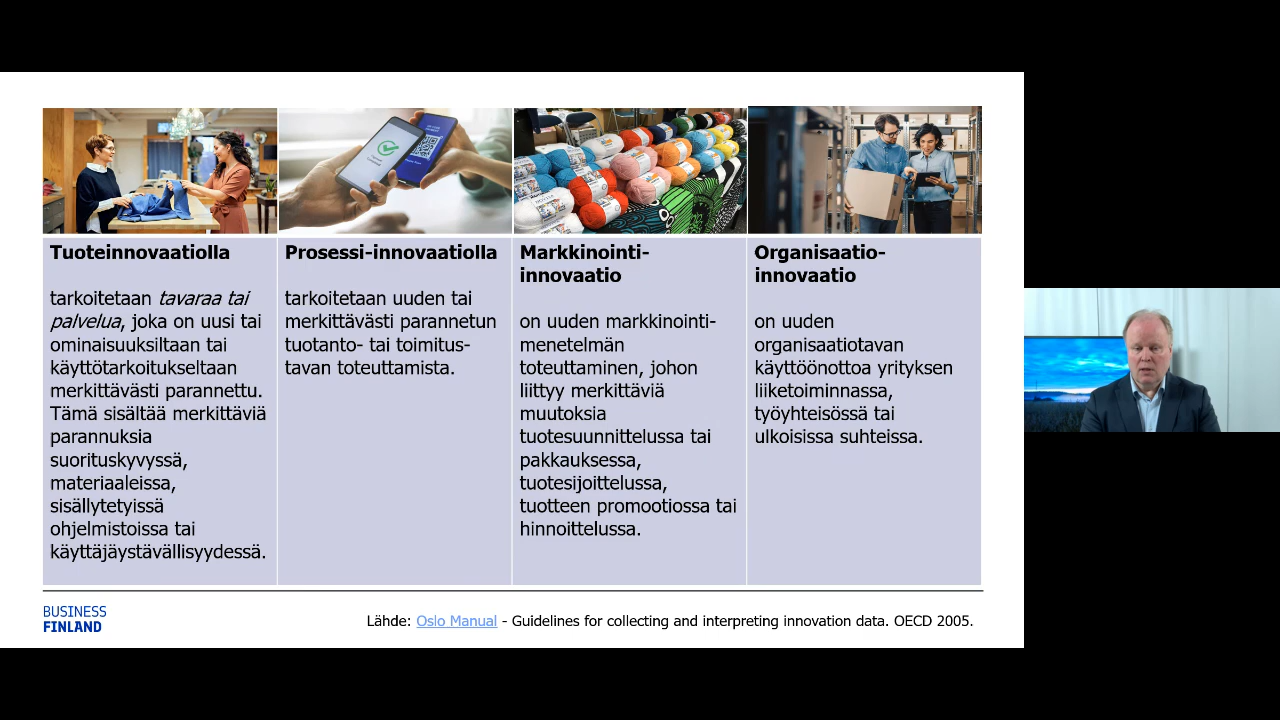 Tuoteinnovaatiolla
tarkoitetaan tavaraa tai
palvelua, joka on uusi tai
ominaisuuksiltaan tai
käyttötarkoitukseltaan
merkittävästi parannettu.
Tämä sisältää merkittäviä
parannuksia
suorituskyvyssä,
materiaaleissa,
sisällytetyissä
ohjelmistoissa tai
käyttäjäystävällisyydessä.
Prosessi-innovaatiolla
tarkoitetaan uuden tai
merkittävästi parannetun
tuotanto- tai toimitus-
tavan toteuttamista.
Markkinointi-
innovaatio
on uuden markkinointi-
menetelmän
toteuttaminen, johon
liittyy merkittäviä
muutoksia
tuotesuunnittelussa tai
pakkauksessa,
tuotesijoittelussa,
tuotteen promootiossa tai
hinnoittelussa.
Organisaatio-
innovaatio
on uuden
organisaatiotavan
käyttöönottoa yrityksen
liiketoiminnassa,
työyhteisössä tai
ulkoisissa suhteissa.
BUSINESS
FINLAND
Lähde: Oslo Manual - Guidelines for collecting and interpreting innovation data. OECD 2005.